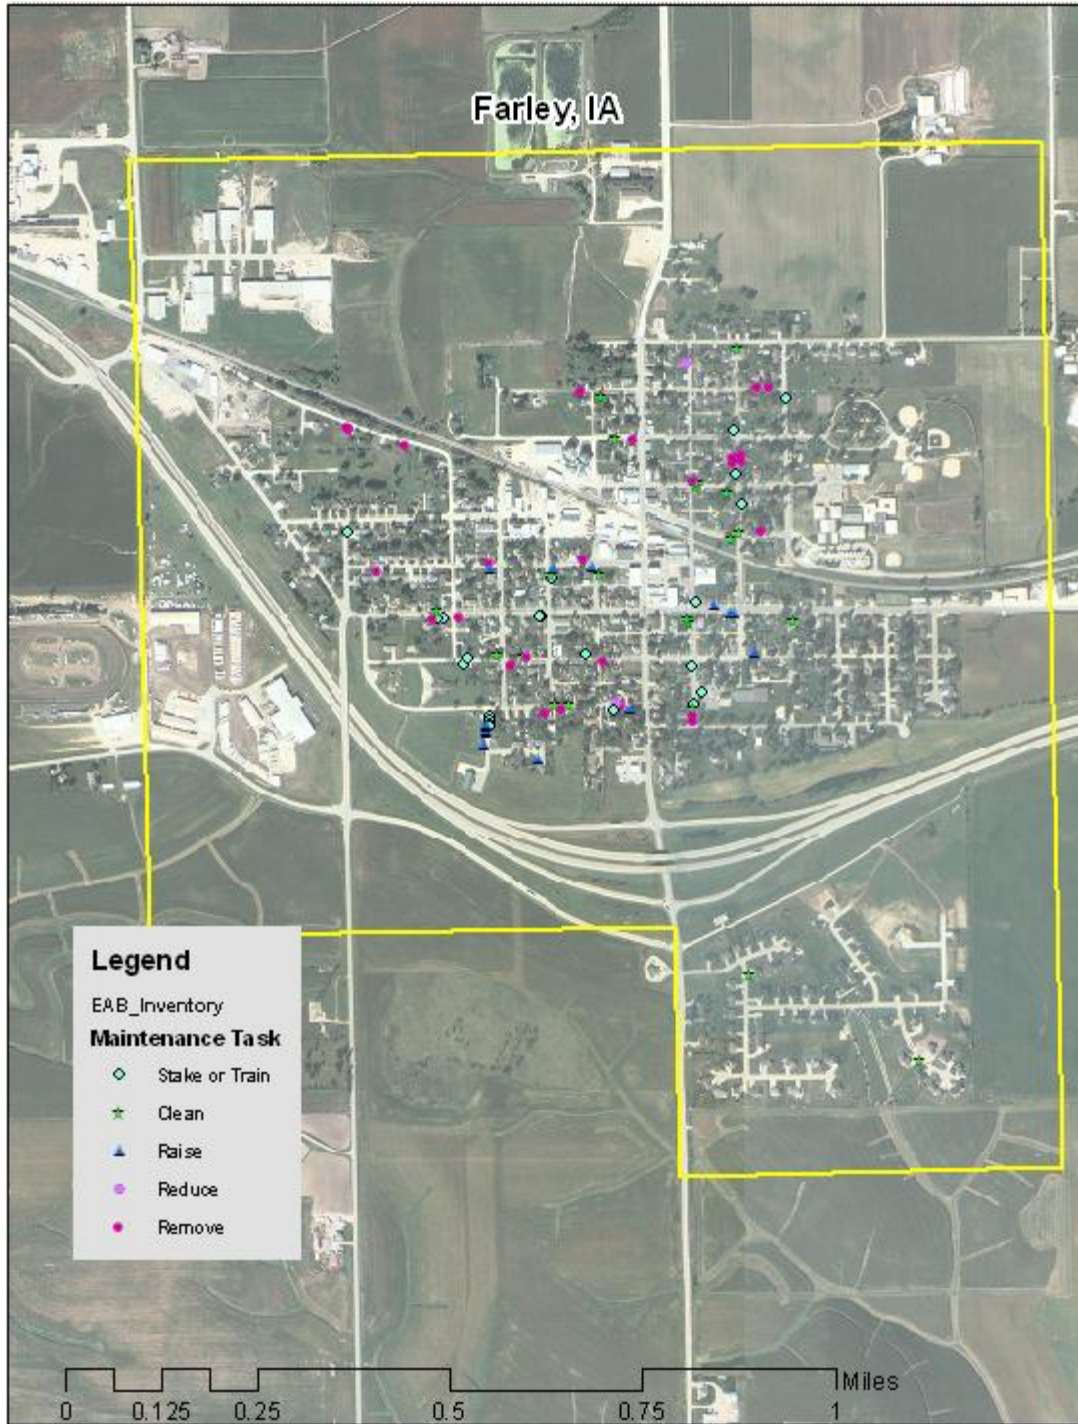 Farley, IA
Legend
EAB_Inventory
Maintenance Task
Stake or Train
Clean
Raise
Reduce
Remove
Miles
0 0.125 0.25 0.5 0.75 1